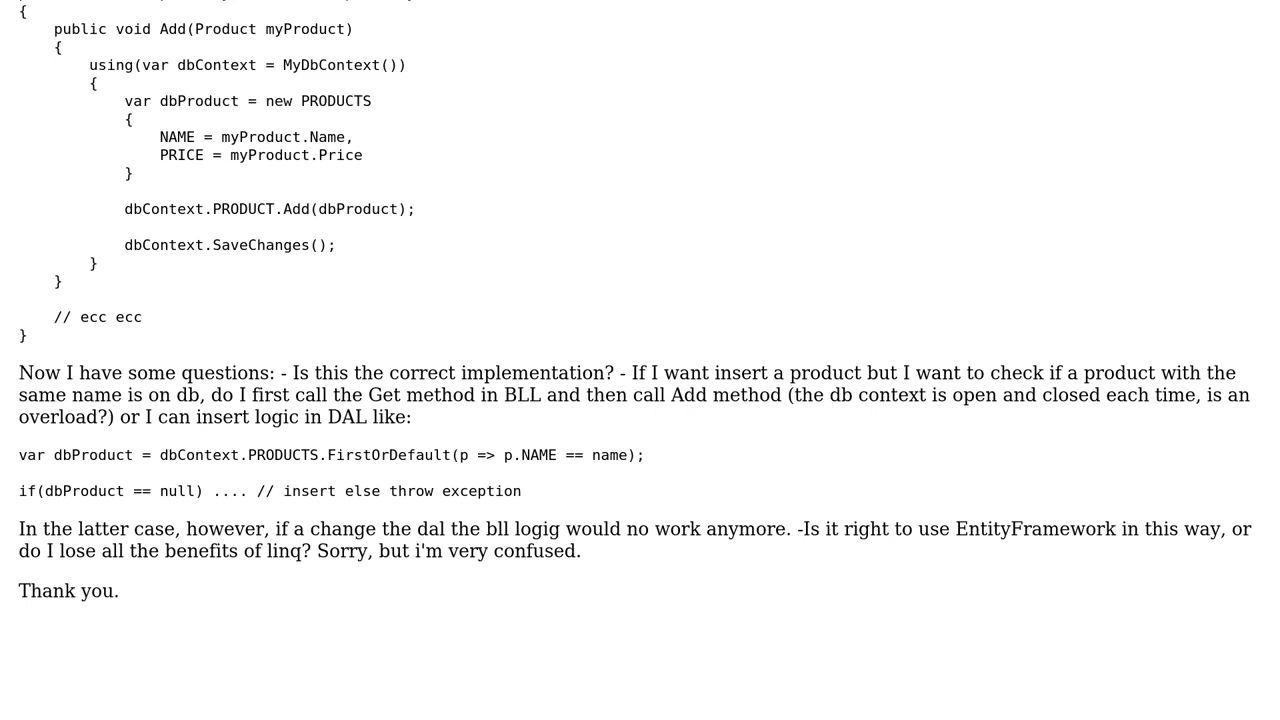 {
    public void Add(Product myProduct)
    {
        using(var dbContext = MyDbContext())
        {
            var dbProduct = new PRODUCTS
            {
                NAME = myProduct.Name,
                PRICE = myProduct.Price
            }

            dbContext.PRODUCT.Add(dbProduct);

            dbContext.SaveChanges();
        }
    }

    // ecc ecc
}
Now I have some questions: - Is this the correct implementation? - If I want insert a product but I want to check if a product with the
same name is on db, do I first call the Get method in BLL and then call Add method (the db context is open and closed each time, is an
overload?) or I can insert logic in DAL like:
var dbProduct = dbContext.PRODUCTS.FirstOrDefault(p => p.NAME == name);

if(dbProduct == null) .... // insert else throw exception
In the latter case, however, if a change the dal the bll logig would no work anymore. -Is it right to use EntityFramework in this way, or
do I lose all the benefits of linq? Sorry, but i'm very confused.
Thank you.